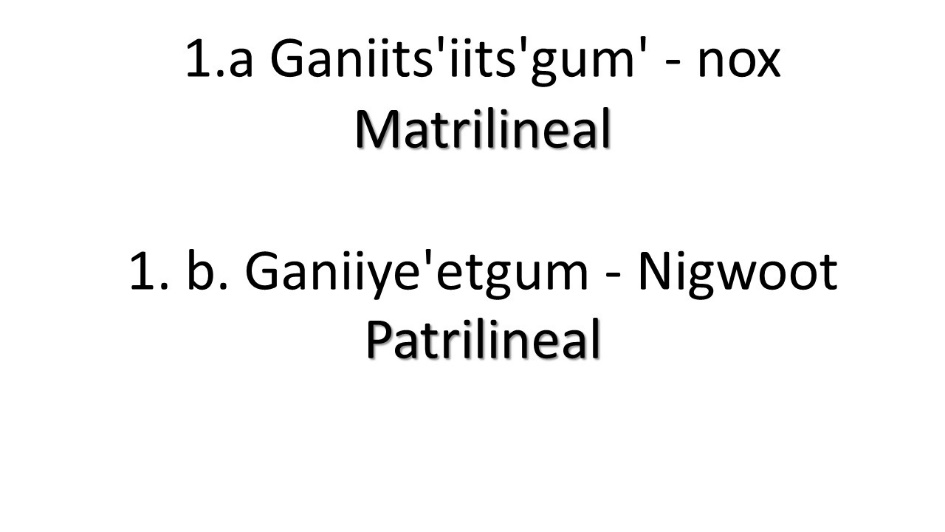 1.a Ganiits'iits'gum' - nox
Matrilineal
1. b. Ganiiye'etgum - Nigwoot
Patrilineal